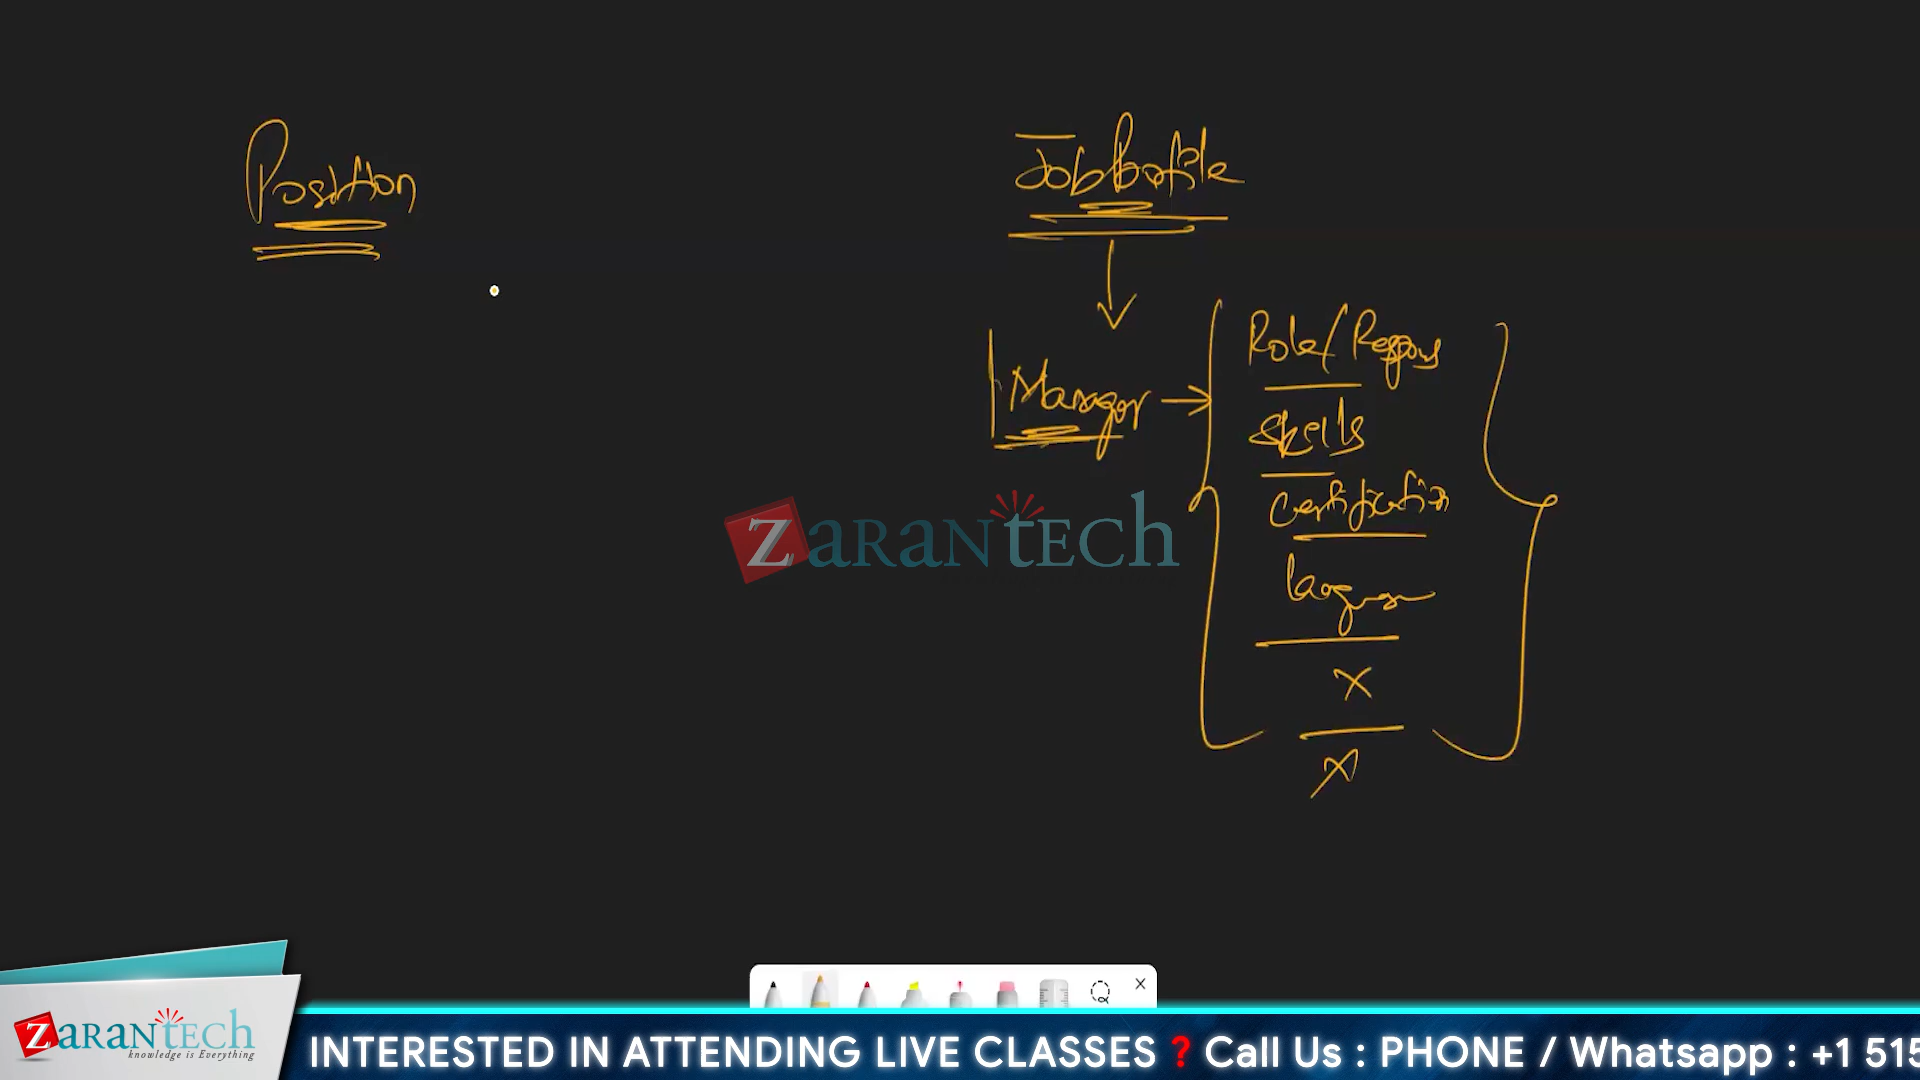 Position
Job Profile
Manager
Role/Respons
Skills
Certification
Language
X
X
ZARANTECH
ZARANTECH
knowledge is Everything
INTERESTED IN ATTENDING LIVE CLASSES ? Call Us : PHONE / Whatsapp : +1 515